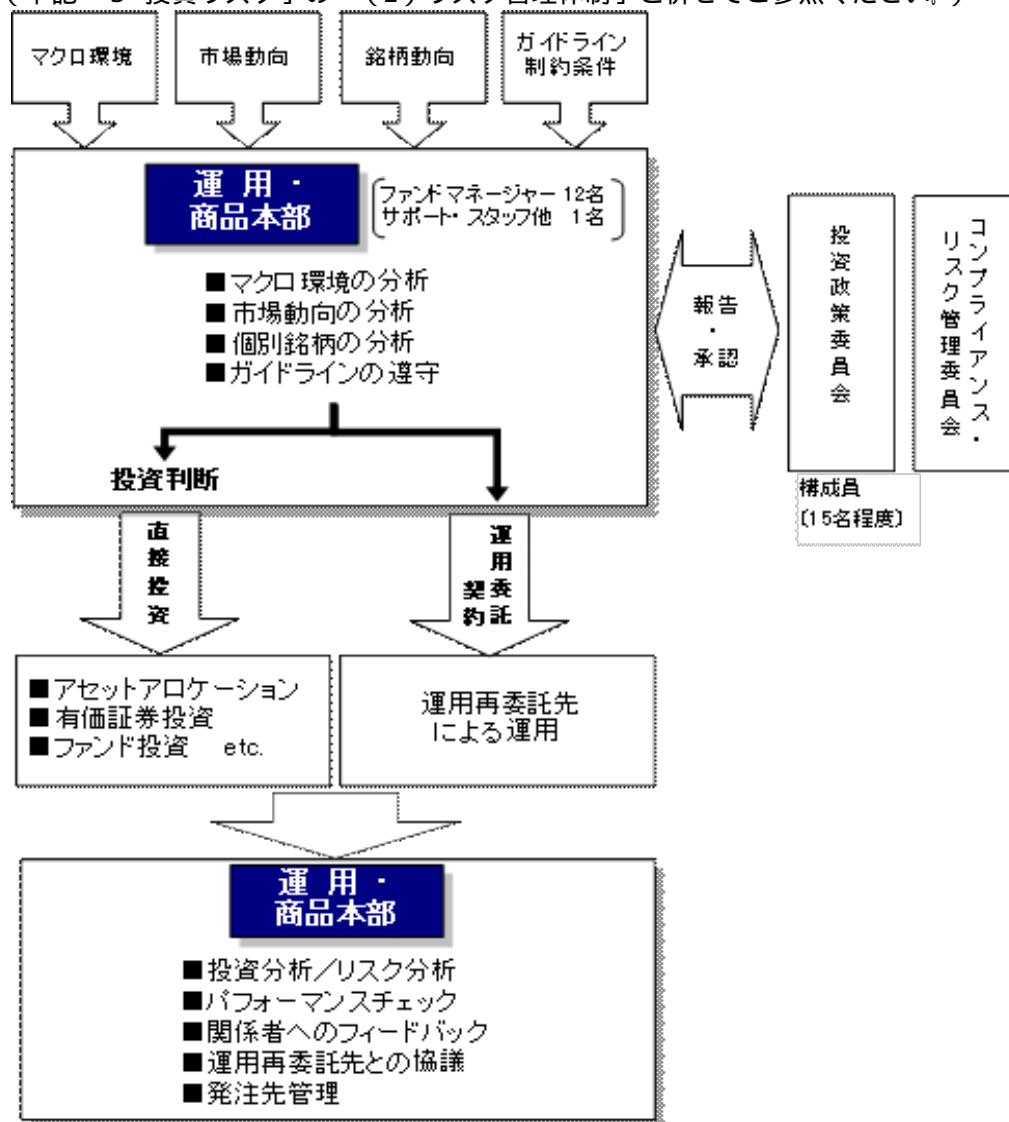 マクロ環境
市場動向
銘柄動向
ガイドライン
制約条件
運 用 ・
商品本部
ファンドマネージャー 12名
サポート・スタッフ他 1名
■マクロ環境の分析
■市場動向の分析
■個別銘柄の分析
■ガイドラインの遵守
投資判断
報告
・
承認
投資政策委員会
構成員
(15名程度)
コンプライアンス・
リスク管理委員会
直接投資
運用委託
契約
■アセットアロケーション
■有価証券投資
■ファンド投資 etc.
運用再委託先
による運用
運 用 ・
商品本部
■投資分析/リスク分析
■パフォーマンスチェック
■関係者へのフィードバック
■運用再委託先との協議
■発注先管理